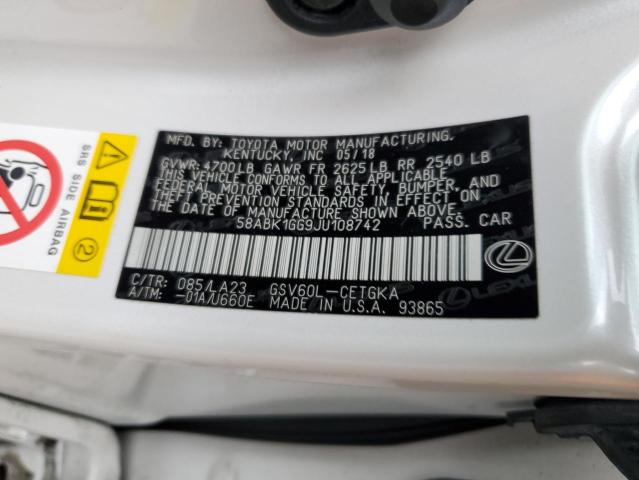 MFD. BY: TOYOTA MOTOR MANUFACTURING,
KENTUCKY, INC 05/18
GVWR: 4700LB GAWR FR 2625LB RR 2540 LB
THIS VEHICLE CONFORMS TO ALL APPLICABLE
FEDERAL MOTOR VEHICLE SAFETY, BUMPER, AND
THEFT PREVENTION STANDARDS IN EFFECT ON
THE DATE OF MANUFACTURE SHOWN ABOVE.
58ABK1GG9JU108742 PASS. CAR
C/TR: 085/LA23 GSV60L-CETGKA
A/TM: -01A/U660E MADE IN U.S.A. 93865
LEXUS
SRS SIDE AIRBAG
2